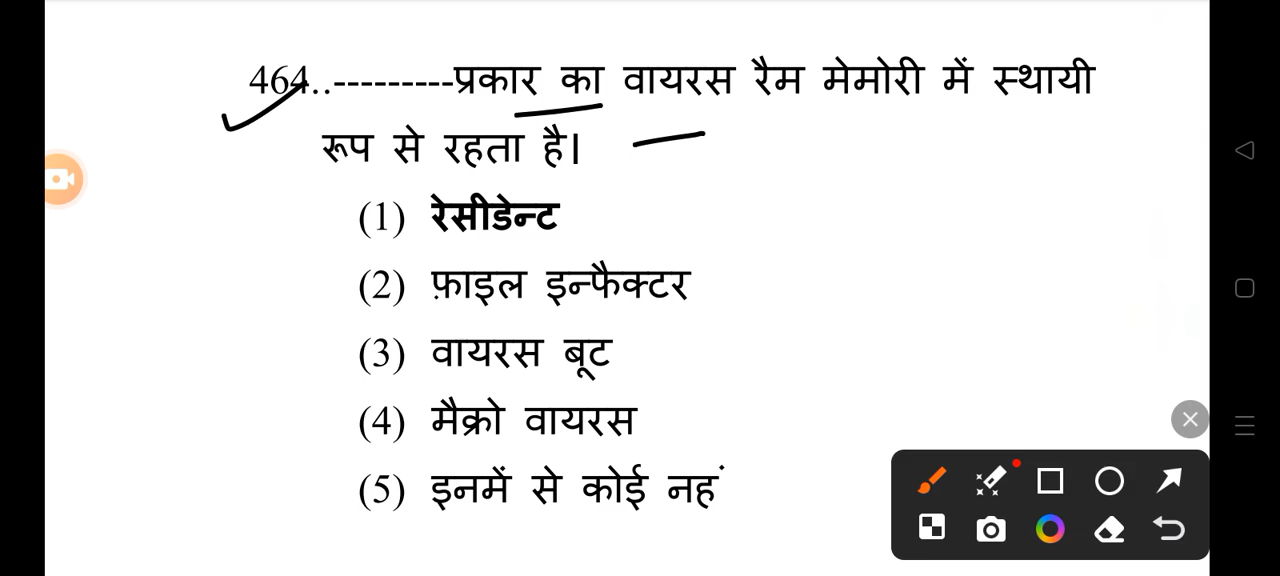 464..---------प्रकार का वायरस रैम मेमोरी में स्थायी
रूप से रहता है।
(1) रेसीडेन्ट
(2) फ़ाइल इन्फैक्टर
(3) वायरस बूट
(4) मैक्रो वायरस
(5) इनमें से कोई नहं